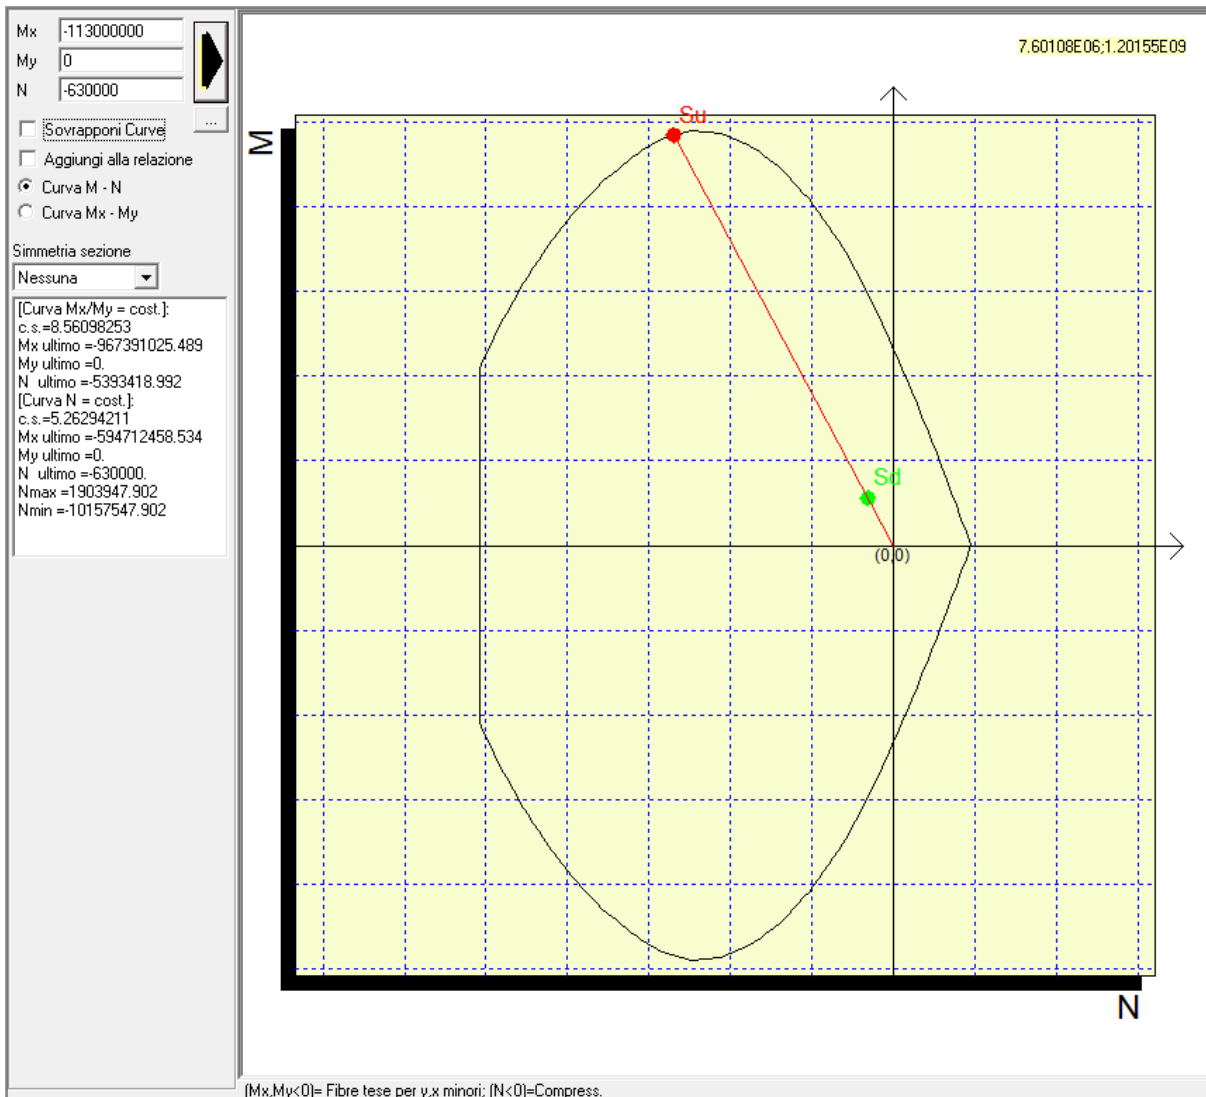 Mx -113000000
My 0
N -630000
...
Sovrapponi Curve
Aggiungi alla relazione
Curva M - N
Curva Mx - My
Simmetria sezione
Nessuna
[Curva Mx/My = cost.]:
c.s.=8.56098253
Mx ultimo =-967391025.489
My ultimo =0.
N ultimo =-5393418.992
[Curva N = cost.]:
c.s.=5.26294211
Mx ultimo =-594712458.534
My ultimo =0.
N ultimo =-630000.
Nmax =1903947.902
Nmin =-10157547.902
7.60108E06;1.20155E09
M
Su
Sd
(0,0)
N
(Mx,My<0)= Fibre tese per y,x minori; (N<0)=Compress.